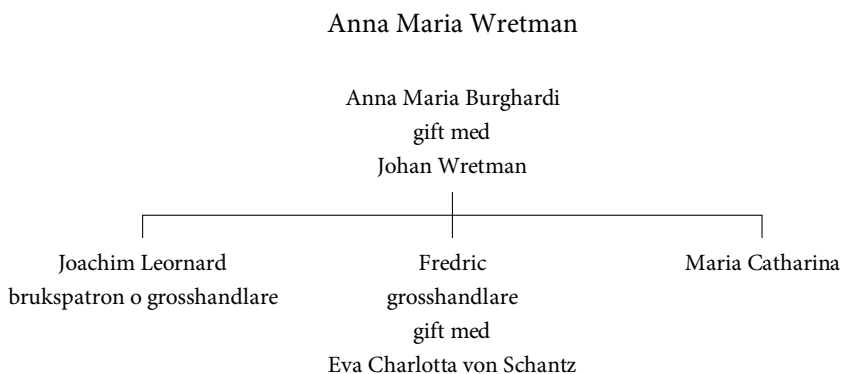 Anna Maria Wretman
Anna Maria Burghardi
gift med
Johan Wretman
Joachim Leornard
brukspatron o grosshandlare
Fredric
grosshandlare
gift med
Eva Charlotta von Schantz
Maria Catharina